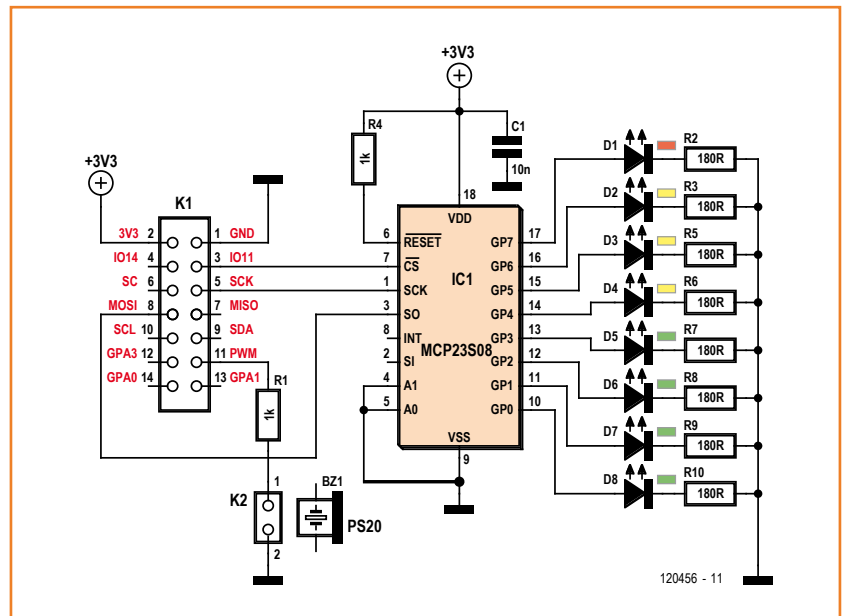 +3V3
R4
1k
C1
10n
+3V3
K1
3V3 2 1 GND
IO14 4 3 IO11
SC 6 5 SCK
MOSI 8 7 MISO
SCL 10 9 SDA
GPA3 12 11 PWM
GPA0 14 13 GPA1
R1
1k
K2
1
2
BZ1
PS20
18
VDD
6 RESET
7 CS
1 SCK
3 SO
8 INT
2 SI
4 A1
5 A0
IC1
MCP23S08
GP7 17
GP6 16
GP5 15
GP4 14
GP3 13
GP2 12
GP1 11
GP0 10
VSS
9
D1 R2
180R
D2 R3
180R
D3 R5
180R
D4 R6
180R
D5 R7
180R
D6 R8
180R
D7 R9
180R
D8 R10
180R
120456 - 11